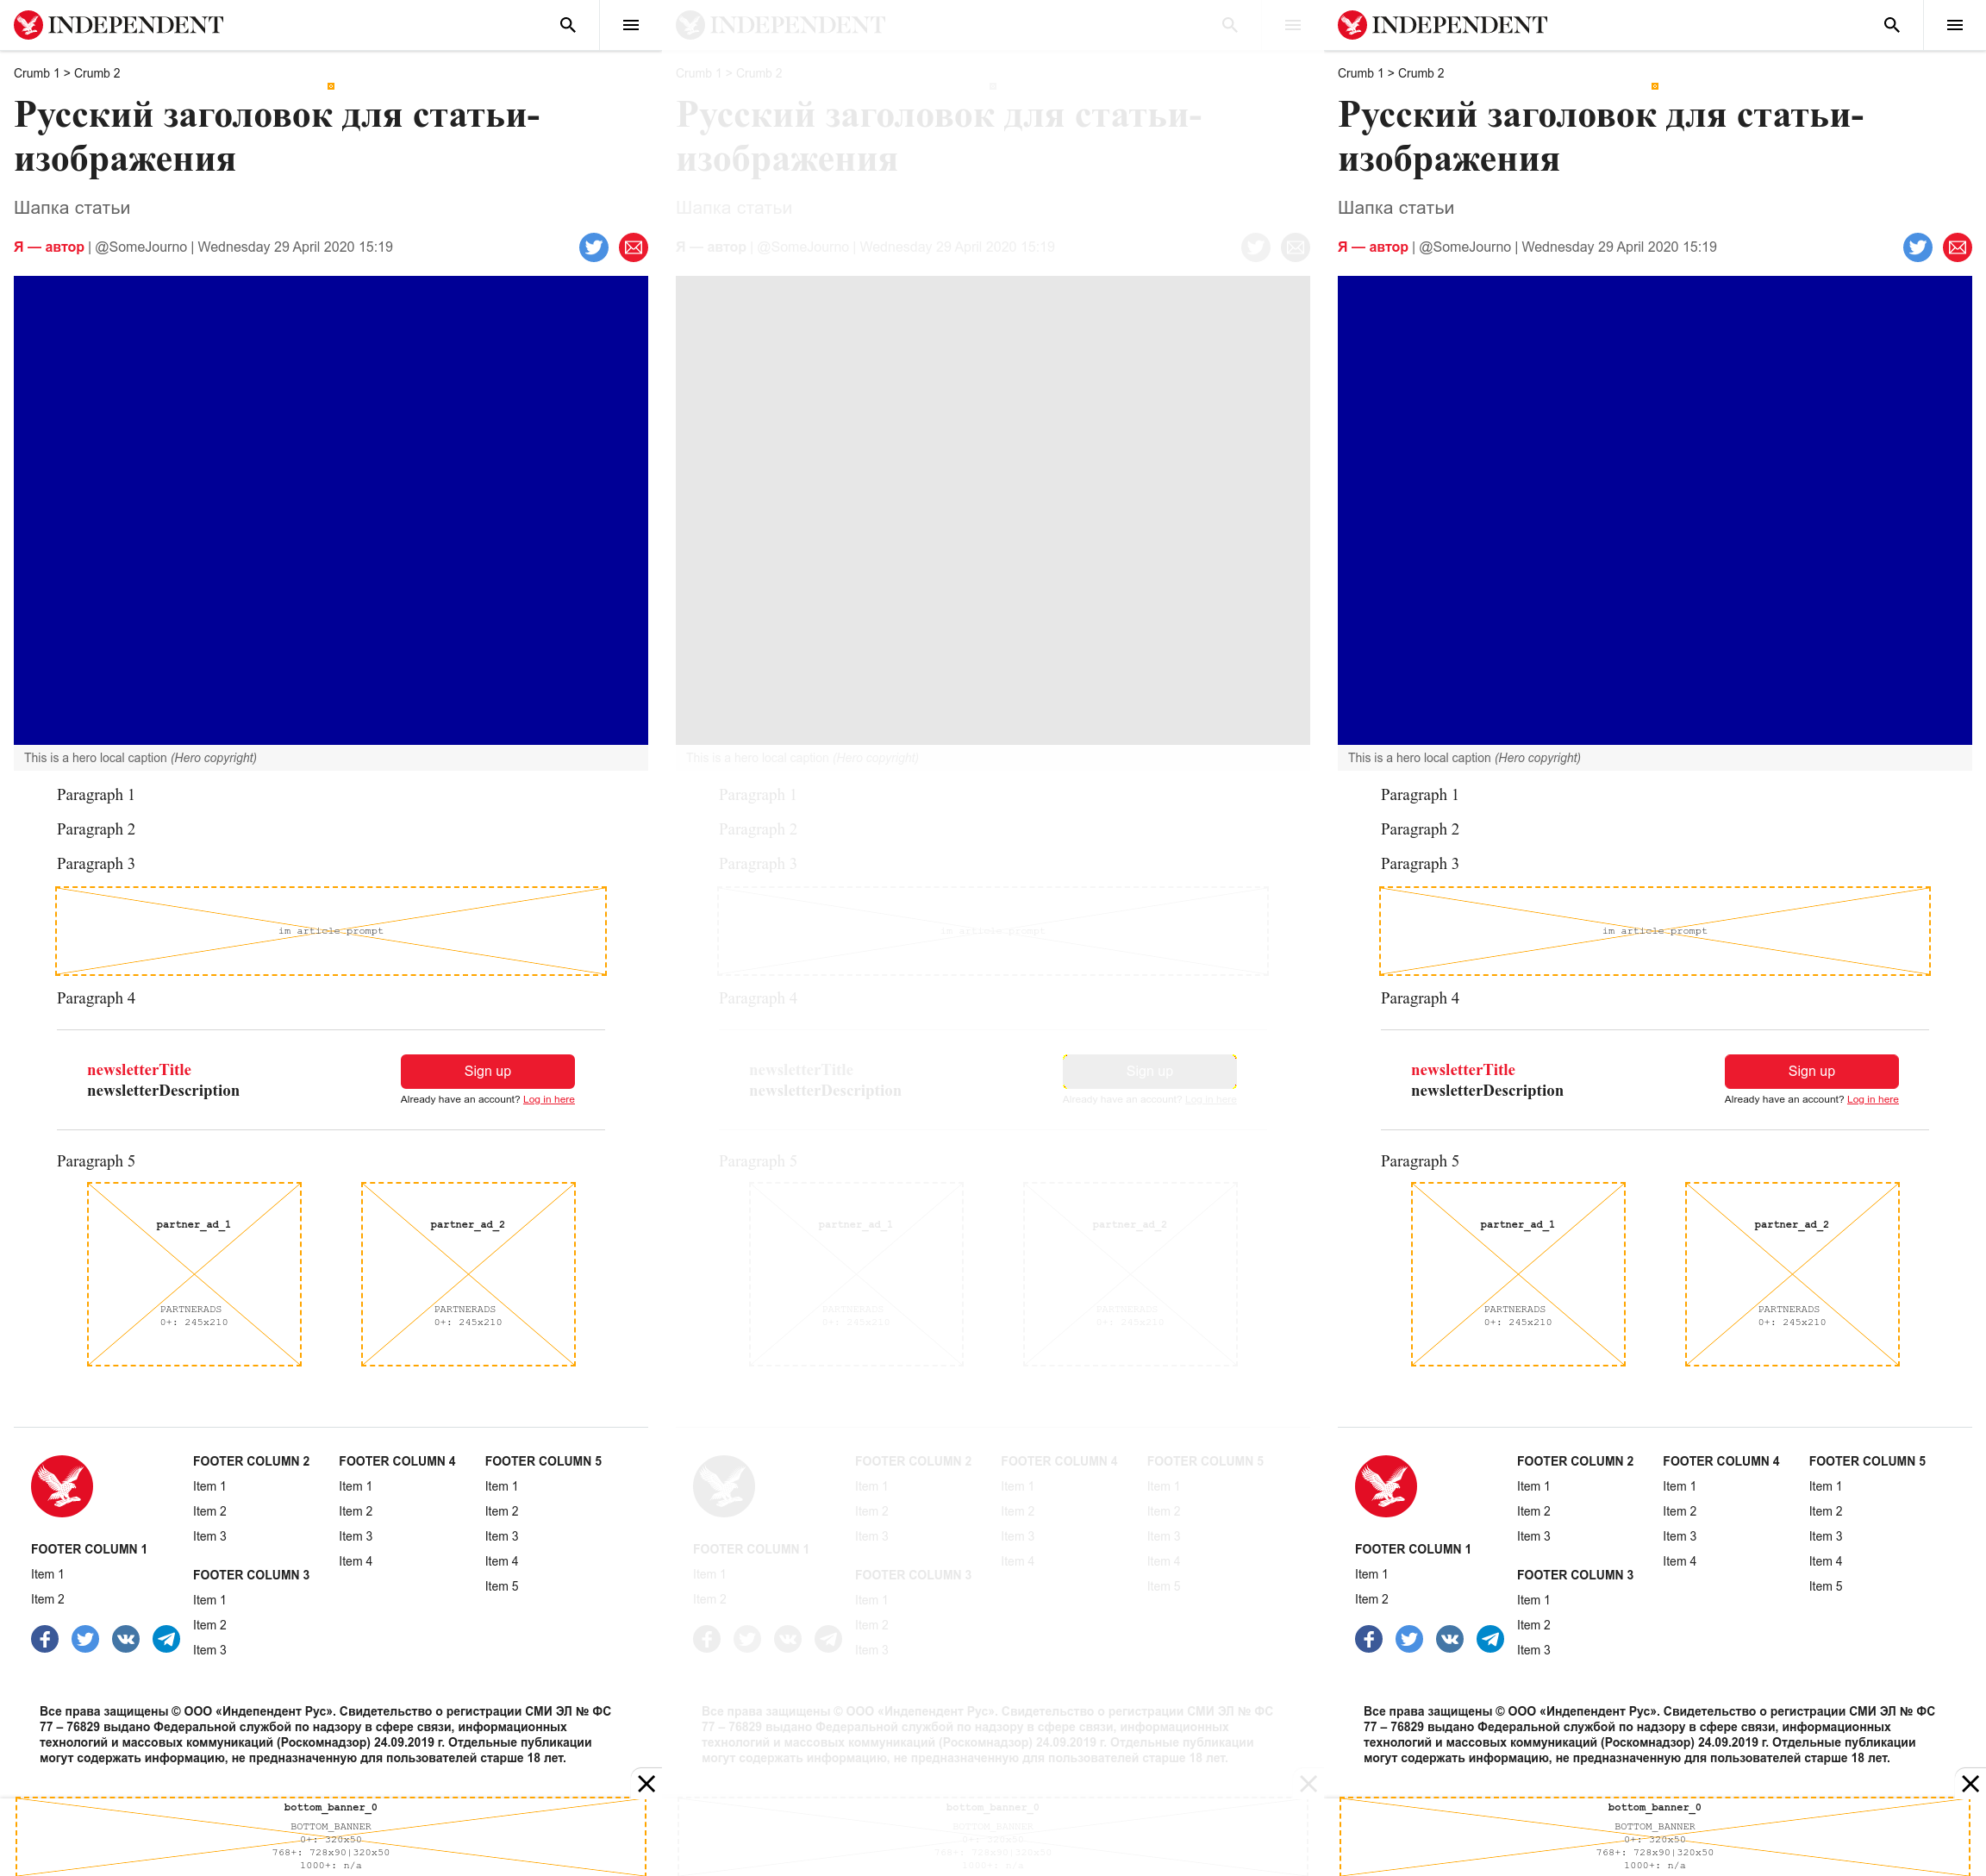 INDEPENDENT
Crumb 1 > Crumb 2
Русский заголовок для статьи-
изображения
Шапка статьи
Я — автор | @SomeJourno | Wednesday 29 April 2020 15:19
This is a hero local caption (Hero copyright)
Paragraph 1
Paragraph 2
Paragraph 3
im article prompt
Paragraph 4
newsletterTitle
newsletterDescription
Sign up
Already have an account? Log in here
Paragraph 5
partner_ad_1
PARTNERADS
0+: 245x210
partner_ad_2
PARTNERADS
0+: 245x210
FOOTER COLUMN 1
Item 1
Item 2
FOOTER COLUMN 2
Item 1
Item 2
Item 3
FOOTER COLUMN 3
Item 1
Item 2
Item 3
FOOTER COLUMN 4
Item 1
Item 2
Item 3
Item 4
FOOTER COLUMN 5
Item 1
Item 2
Item 3
Item 4
Item 5
Все права защищены © ООО «Индепендент Рус». Свидетельство о регистрации СМИ ЭЛ № ФС
77 – 76829 выдано Федеральной службой по надзору в сфере связи, информационных
технологий и массовых коммуникаций (Роскомнадзор) 24.09.2019 г. Отдельные публикации
могут содержать информацию, не предназначенную для пользователей старше 18 лет.
bottom_banner_0
BOTTOM_BANNER
0+: 320x50
768+: 728x90|320x50
1000+: n/a
INDEPENDENT
Crumb 1 > Crumb 2
Русский заголовок для статьи-
изображения
Шапка статьи
Я — автор | @SomeJourno | Wednesday 29 April 2020 15:19
This is a hero local caption (Hero copyright)
Paragraph 1
Paragraph 2
Paragraph 3
im article prompt
Paragraph 4
newsletterTitle
newsletterDescription
Sign up
Already have an account? Log in here
Paragraph 5
partner_ad_1
PARTNERADS
0+: 245x210
partner_ad_2
PARTNERADS
0+: 245x210
FOOTER COLUMN 1
Item 1
Item 2
FOOTER COLUMN 2
Item 1
Item 2
Item 3
FOOTER COLUMN 3
Item 1
Item 2
Item 3
FOOTER COLUMN 4
Item 1
Item 2
Item 3
Item 4
FOOTER COLUMN 5
Item 1
Item 2
Item 3
Item 4
Item 5
Все права защищены © ООО «Индепендент Рус». Свидетельство о регистрации СМИ ЭЛ № ФС
77 – 76829 выдано Федеральной службой по надзору в сфере связи, информационных
технологий и массовых коммуникаций (Роскомнадзор) 24.09.2019 г. Отдельные публикации
могут содержать информацию, не предназначенную для пользователей старше 18 лет.
bottom_banner_0
BOTTOM_BANNER
0+: 320x50
768+: 728x90|320x50
1000+: n/a
INDEPENDENT
Crumb 1 > Crumb 2
Русский заголовок для статьи-
изображения
Шапка статьи
Я — автор | @SomeJourno | Wednesday 29 April 2020 15:19
This is a hero local caption (Hero copyright)
Paragraph 1
Paragraph 2
Paragraph 3
im article prompt
Paragraph 4
newsletterTitle
newsletterDescription
Sign up
Already have an account? Log in here
Paragraph 5
partner_ad_1
PARTNERADS
0+: 245x210
partner_ad_2
PARTNERADS
0+: 245x210
FOOTER COLUMN 1
Item 1
Item 2
FOOTER COLUMN 2
Item 1
Item 2
Item 3
FOOTER COLUMN 3
Item 1
Item 2
Item 3
FOOTER COLUMN 4
Item 1
Item 2
Item 3
Item 4
FOOTER COLUMN 5
Item 1
Item 2
Item 3
Item 4
Item 5
Все права защищены © ООО «Индепендент Рус». Свидетельство о регистрации СМИ ЭЛ № ФС
77 – 76829 выдано Федеральной службой по надзору в сфере связи, информационных
технологий и массовых коммуникаций (Роскомнадзор) 24.09.2019 г. Отдельные публикации
могут содержать информацию, не предназначенную для пользователей старше 18 лет.
bottom_banner_0
BOTTOM_BANNER
0+: 320x50
768+: 728x90|320x50
1000+: n/a